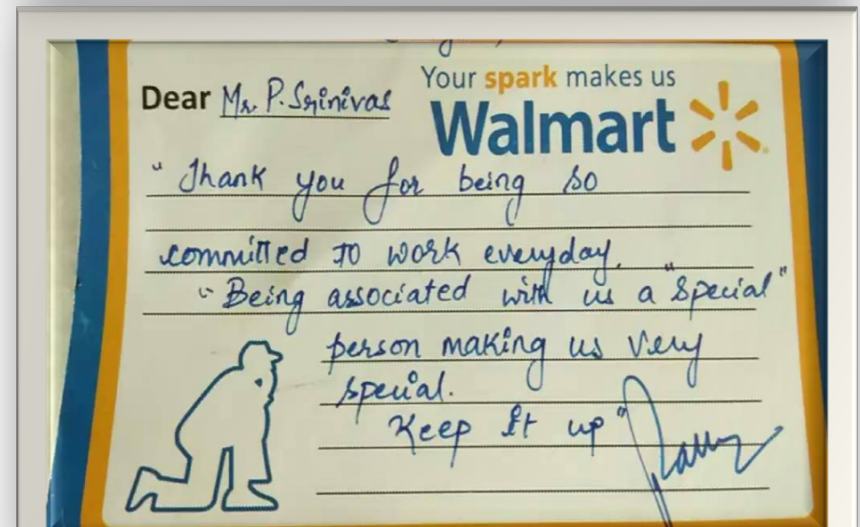 Dear Mr. P. Srinivas
Your spark makes us
Walmart
" Thank you for being so
committed to work everyday.
" Being associated with us a "Special"
person making us very
special.
Keep it up "